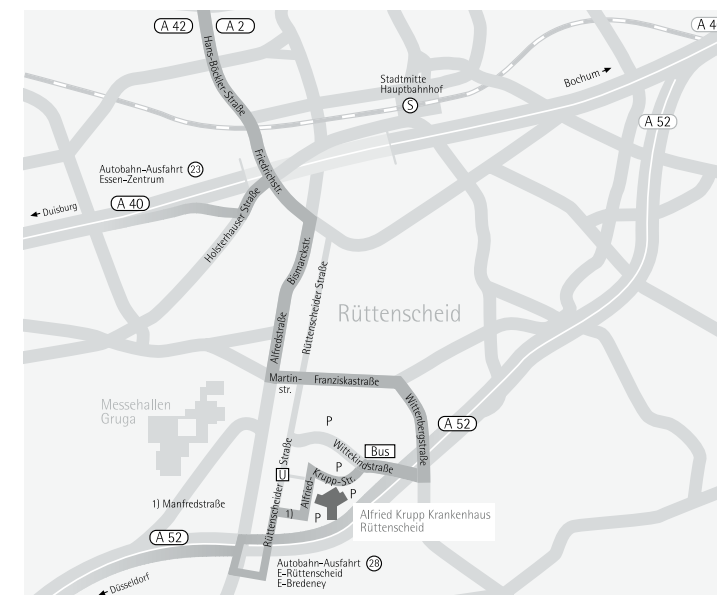 A 42
A 2
A 4
Hans-Böckler-Straße
Stadtmitte
Hauptbahnhof
S
Bochum
A 52
Autobahn-Ausfahrt 23
Essen-Zentrum
Friedrichstr.
A 40
Duisburg
Holsterhauser Straße
Bismarckstr.
Rüttenscheider Straße
Rüttenscheid
Alfredstraße
Martin-
str.
Franziskastraße
Messehallen
Gruga
Wittenbergstraße
P
A 52
Bus
Wittekindstraße
Rüttenscheider Straße
U
P
Alfried-
Krupp-Str.
P
1) Manfredstraße
1)
P
Alfried Krupp Krankenhaus
Rüttenscheid
A 52
Autobahn-Ausfahrt 28
E-Rüttenscheid
E-Bredeney
Düsseldorf